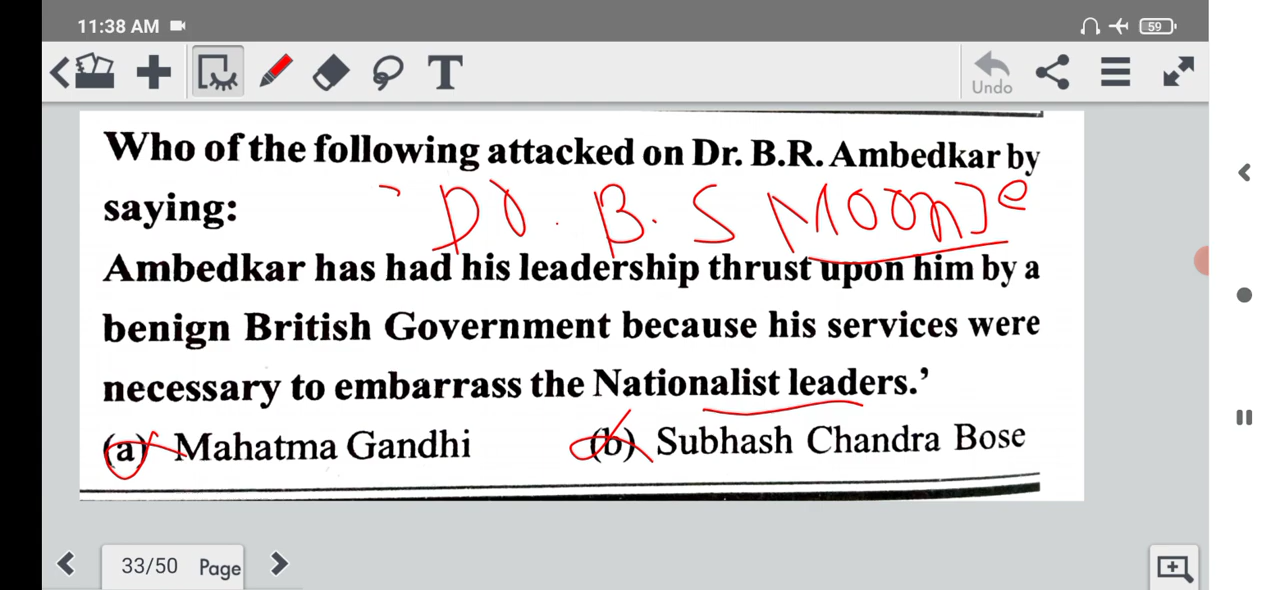 11:38 AM
59
T
Undo
Who of the following attacked on Dr. B.R. Ambedkar by
saying:
Dr. B. S Moonje
Ambedkar has had his leadership thrust upon him by a
benign British Government because his services were
necessary to embarrass the Nationalist leaders.’
(a) Mahatma Gandhi (b) Subhash Chandra Bose
33/50 Page